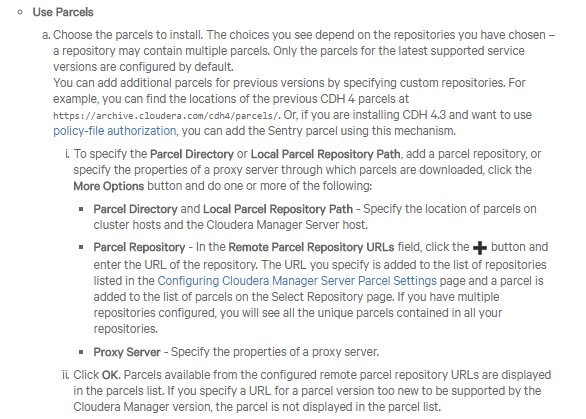 Use Parcels
a. Choose the parcels to install. The choices you see depend on the repositories you have chosen –
a repository may contain multiple parcels. Only the parcels for the latest supported service
versions are configured by default.
You can add additional parcels for previous versions by specifying custom repositories. For
example, you can find the locations of the previous CDH 4 parcels at
https://archive.cloudera.com/cdh4/parcels/. Or, if you are installing CDH 4.3 and want to use
policy-file authorization, you can add the Sentry parcel using this mechanism.
i. To specify the Parcel Directory or Local Parcel Repository Path, add a parcel repository, or
specify the properties of a proxy server through which parcels are downloaded, click the
More Options button and do one or more of the following:
Parcel Directory and Local Parcel Repository Path - Specify the location of parcels on
cluster hosts and the Cloudera Manager Server host.
Parcel Repository - In the Remote Parcel Repository URLs field, click the + button and
enter the URL of the repository. The URL you specify is added to the list of repositories
listed in the Configuring Cloudera Manager Server Parcel Settings page and a parcel is
added to the list of parcels on the Select Repository page. If you have multiple
repositories configured, you will see all the unique parcels contained in all your
repositories.
Proxy Server - Specify the properties of a proxy server.
ii. Click OK. Parcels available from the configured remote parcel repository URLs are displayed
in the parcels list. If you specify a URL for a parcel version too new to be supported by the
Cloudera Manager version, the parcel is not displayed in the parcel list.